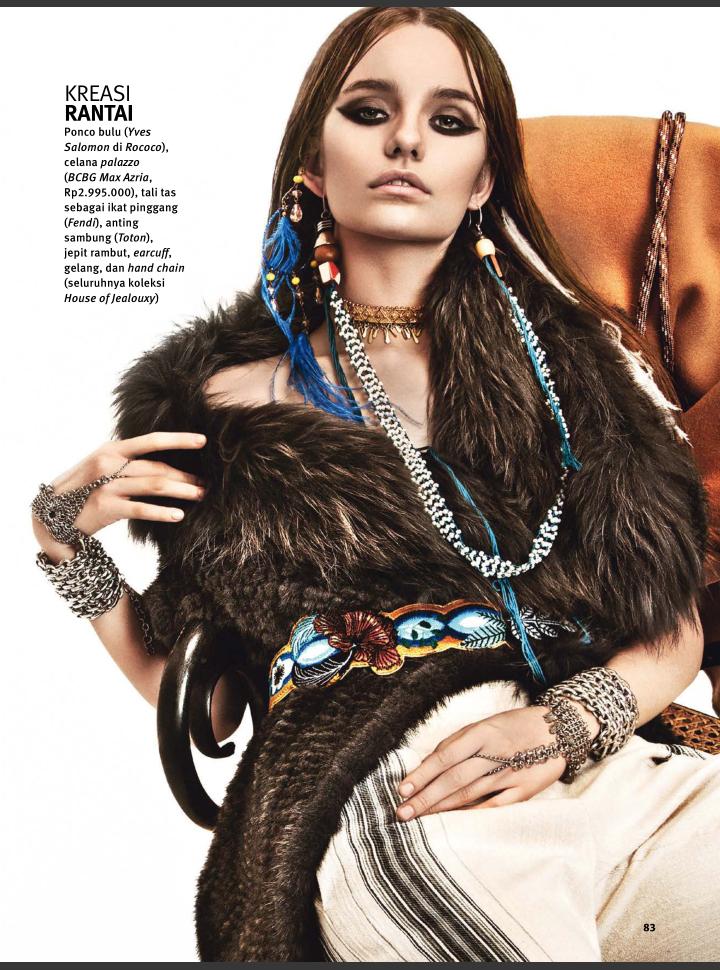 KREASI
RANTAI
Ponco bulu (Yves
Salomon di Rococo),
celana palazzo
(BCBG Max Azria,
Rp2.995.000), tali tas
sebagai ikat pinggang
(Fendi), anting
sambung (Toton),
jepit rambut, earcuff,
gelang, dan hand chain
(seluruhnya koleksi
House of Jealouxy)
83